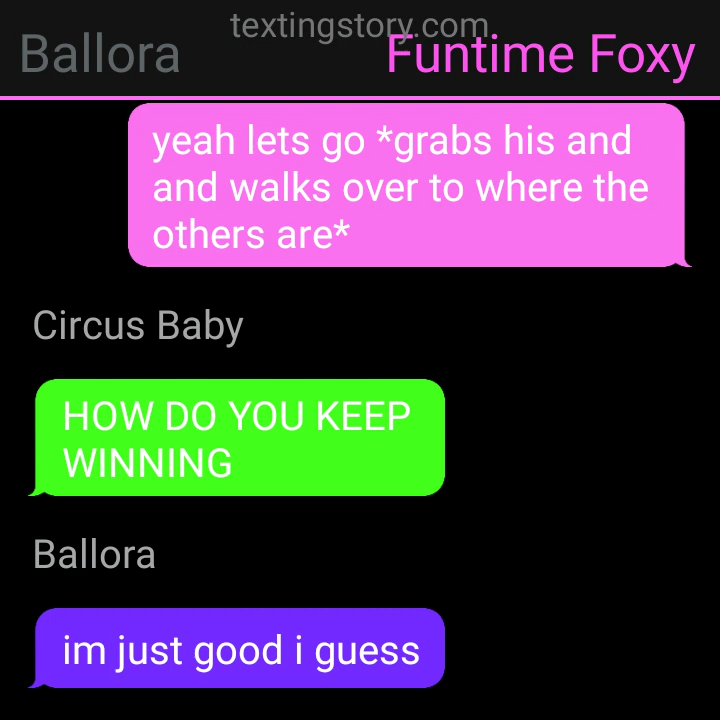 textingstory.com
Ballora
Funtime Foxy
yeah lets go *grabs his and
and walks over to where the
others are*
Circus Baby
HOW DO YOU KEEP
WINNING
Ballora
im just good i guess